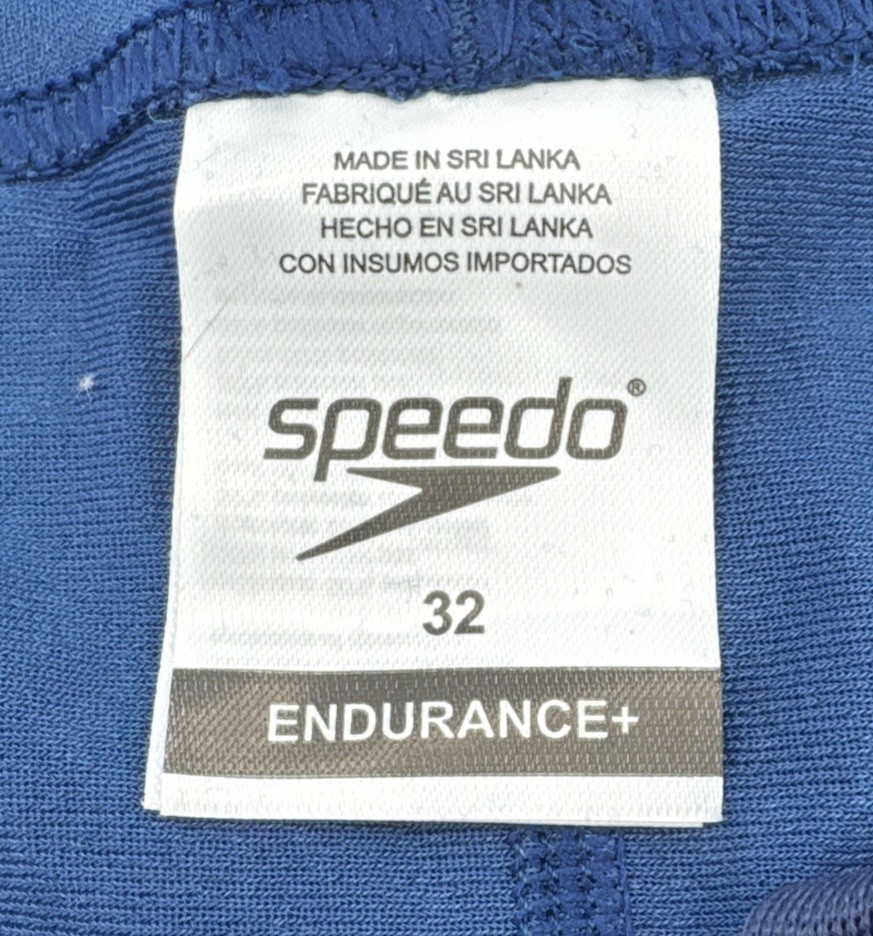 MADE IN SRI LANKA
FABRIQUÉ AU SRI LANKA
HECHO EN SRI LANKA
CON INSUMOS IMPORTADOS
speedo®
32
ENDURANCE+